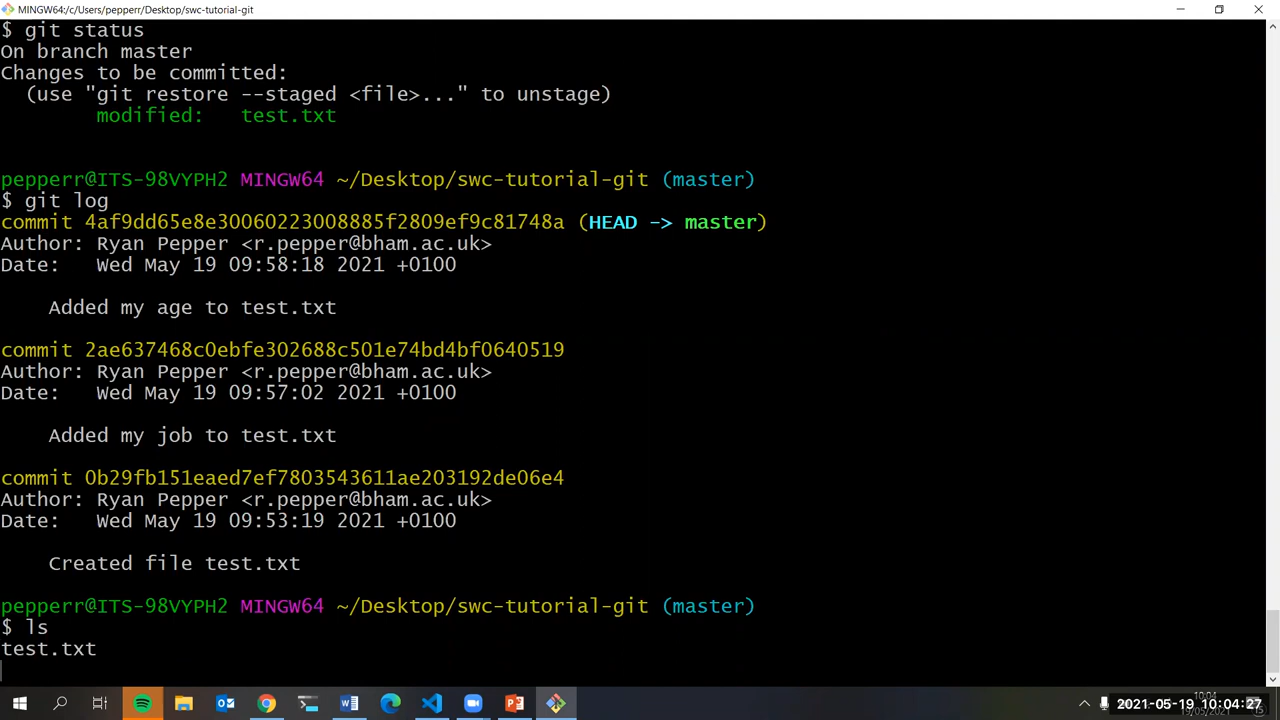 MINGW64:/c/Users/pepperr/Desktop/swc-tutorial-git
$ git status
On branch master
Changes to be committed:
  (use "git restore --staged <file>..." to unstage)
        modified:   test.txt
pepperr@ITS-98VYPH2 MINGW64 ~/Desktop/swc-tutorial-git (master)
$ git log
commit 4af9dd65e8e30060223008885f2809ef9c81748a (HEAD -> master)
Author: Ryan Pepper <r.pepper@bham.ac.uk>
Date:   Wed May 19 09:58:18 2021 +0100
    Added my age to test.txt
commit 2ae637468c0ebfe302688c501e74bd4bf0640519
Author: Ryan Pepper <r.pepper@bham.ac.uk>
Date:   Wed May 19 09:57:02 2021 +0100
    Added my job to test.txt
commit 0b29fb151eaed7ef7803543611ae203192de06e4
Author: Ryan Pepper <r.pepper@bham.ac.uk>
Date:   Wed May 19 09:53:19 2021 +0100
    Created file test.txt
pepperr@ITS-98VYPH2 MINGW64 ~/Desktop/swc-tutorial-git (master)
$ ls
test.txt
10:04
2021-05-19 10:04:27
19/05/2021